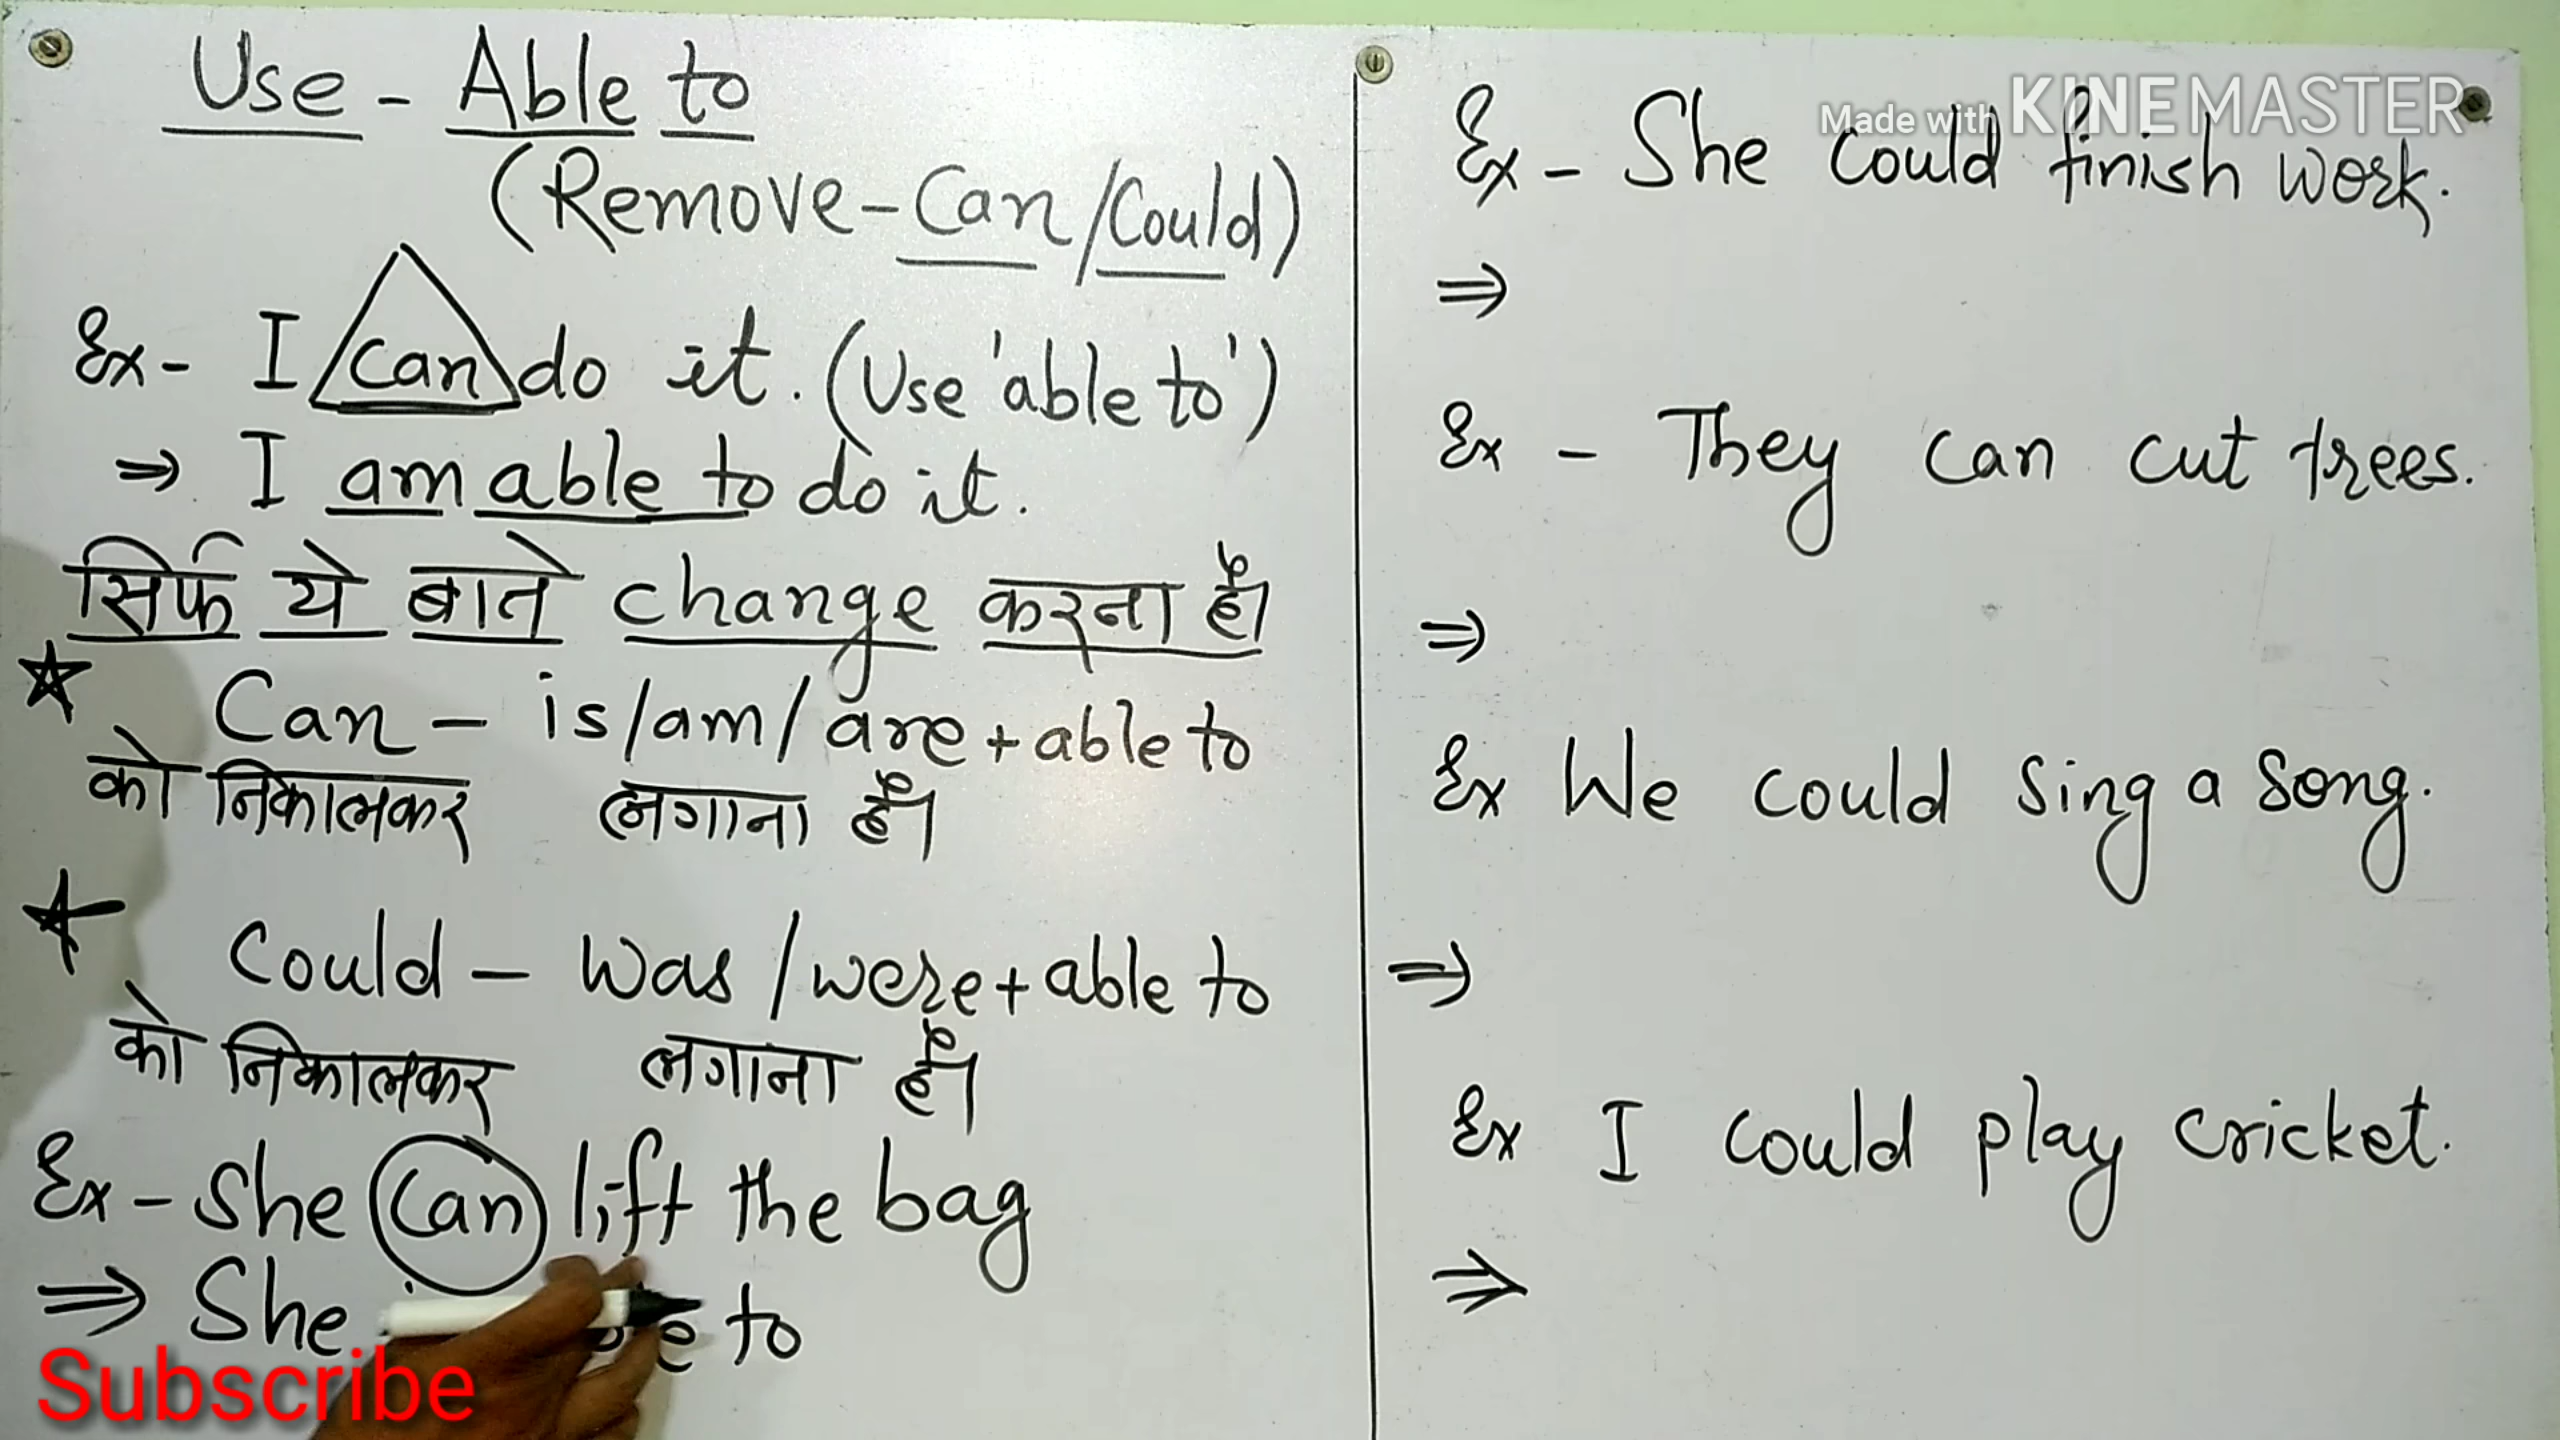 Use - Able to
(Remove - Can/Could)
Ex - I can do it. (Use 'able to')
⇒ I am able to do it.
सिर्फ ये बाते change करना है।
☆ Can - is/am/are + able to
को निकालकर लगाना है।
☆ Could - was/were + able to
को निकालकर लगाना है।
Ex - She can lift the bag
⇒ She to
Subscribe
Made with KINEMASTER
Ex - She could finish work.
⇒
Ex - They can cut trees.
⇒
Ex We could sing a song.
⇒
Ex I could play cricket.
⇒